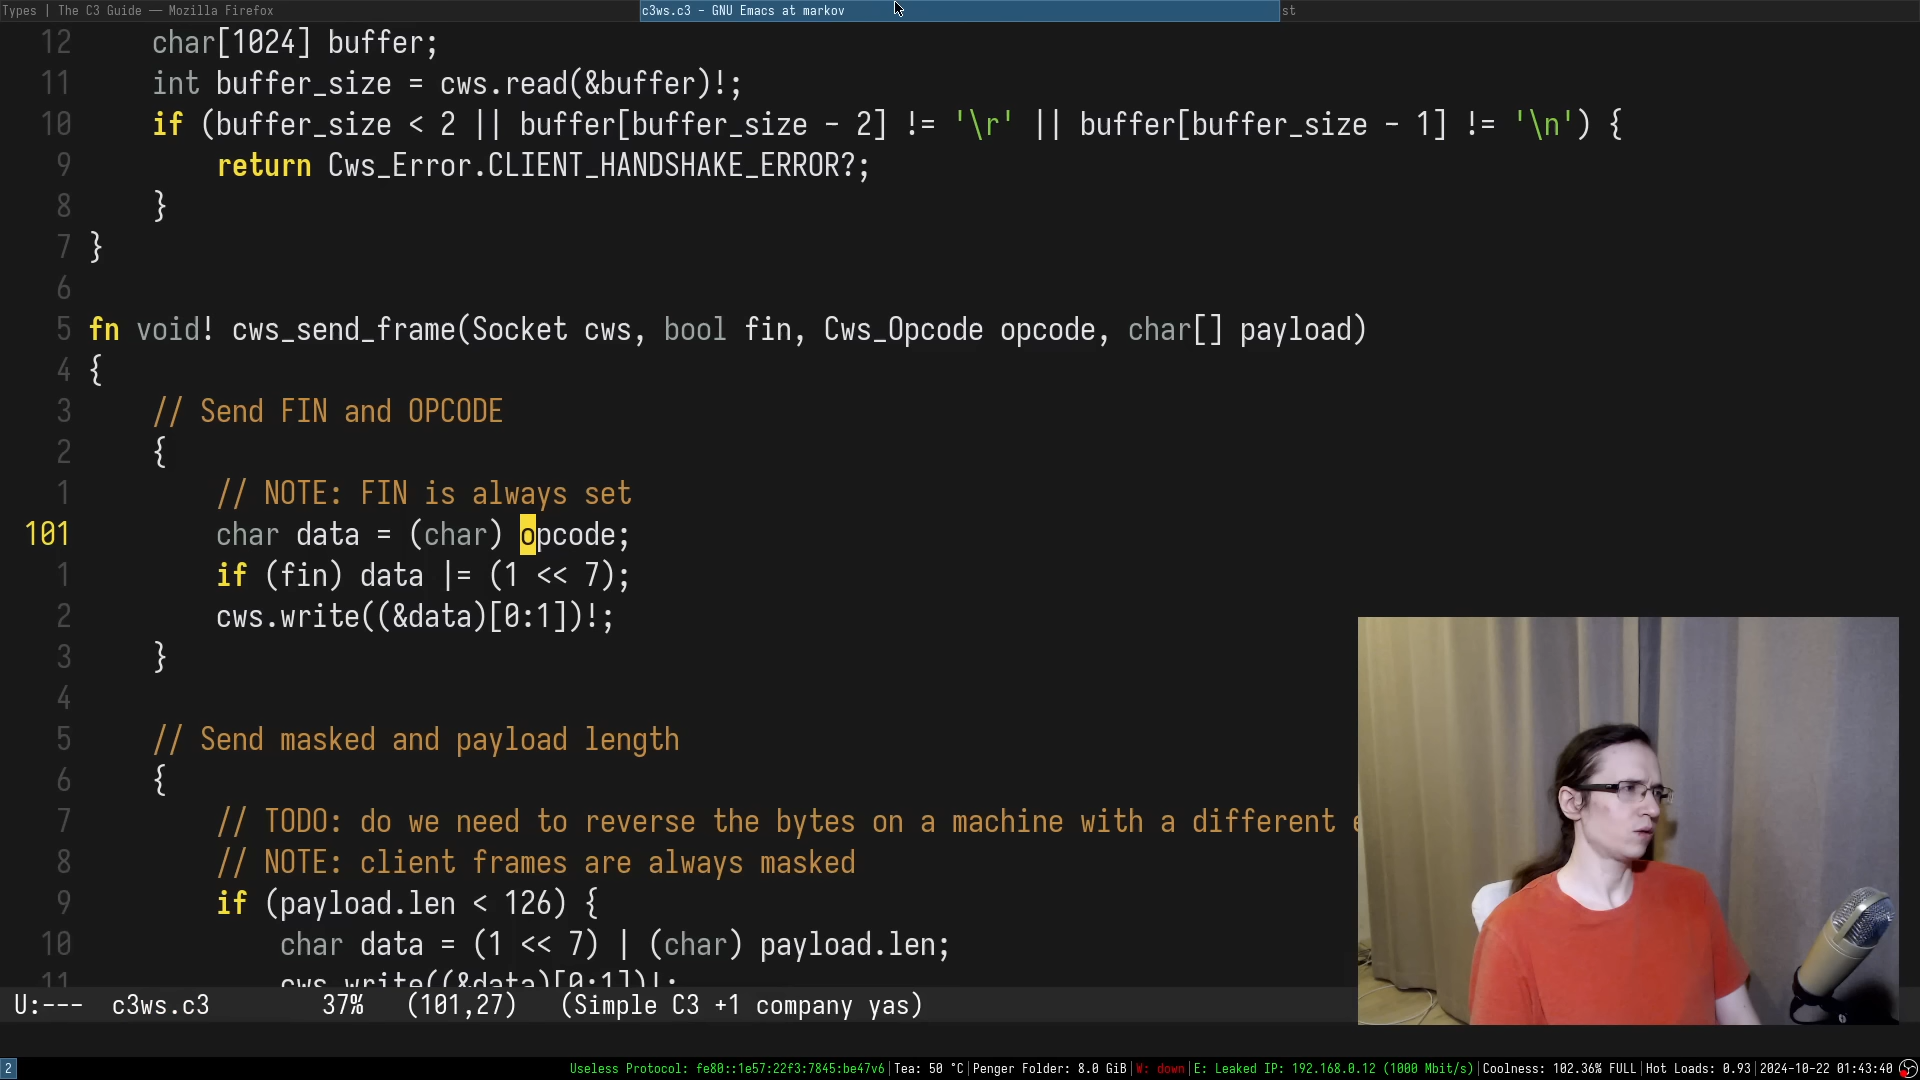 Types | The C3 Guide — Mozilla Firefox
c3ws.c3 - GNU Emacs at markov
st
12 char[1024] buffer;
11 int buffer_size = cws.read(&buffer)!;
10 if (buffer_size < 2 || buffer[buffer_size - 2] != '\r' || buffer[buffer_size - 1] != '\n') {
9 return Cws_Error.CLIENT_HANDSHAKE_ERROR?;
8 }
7 }
6
5 fn void! cws_send_frame(Socket cws, bool fin, Cws_Opcode opcode, char[] payload)
4 {
3 // Send FIN and OPCODE
2 {
1 // NOTE: FIN is always set
101 char data = (char) opcode;
1 if (fin) data |= (1 << 7);
2 cws.write((&data)[0:1])!;
3 }
4
5 // Send masked and payload length
6 {
7 // TODO: do we need to reverse the bytes on a machine with a different
8 // NOTE: client frames are always masked
9 if (payload.len < 126) {
10 char data = (1 << 7) | (char) payload.len;
11 cws.write((&data)[0:1])!;
U:--- c3ws.c3 37% (101,27) (Simple C3 +1 company yas)
2 Useless Protocol: fe80::1e57:22f3:7845:be47v6|Tea: 50 °C|Penger Folder: 8.0 GiB|W: down|E: Leaked IP: 192.168.0.12 (1000 Mbit/s)|Coolness: 102.36% FULL|Hot Loads: 0.93|2024-10-22 01:43:40